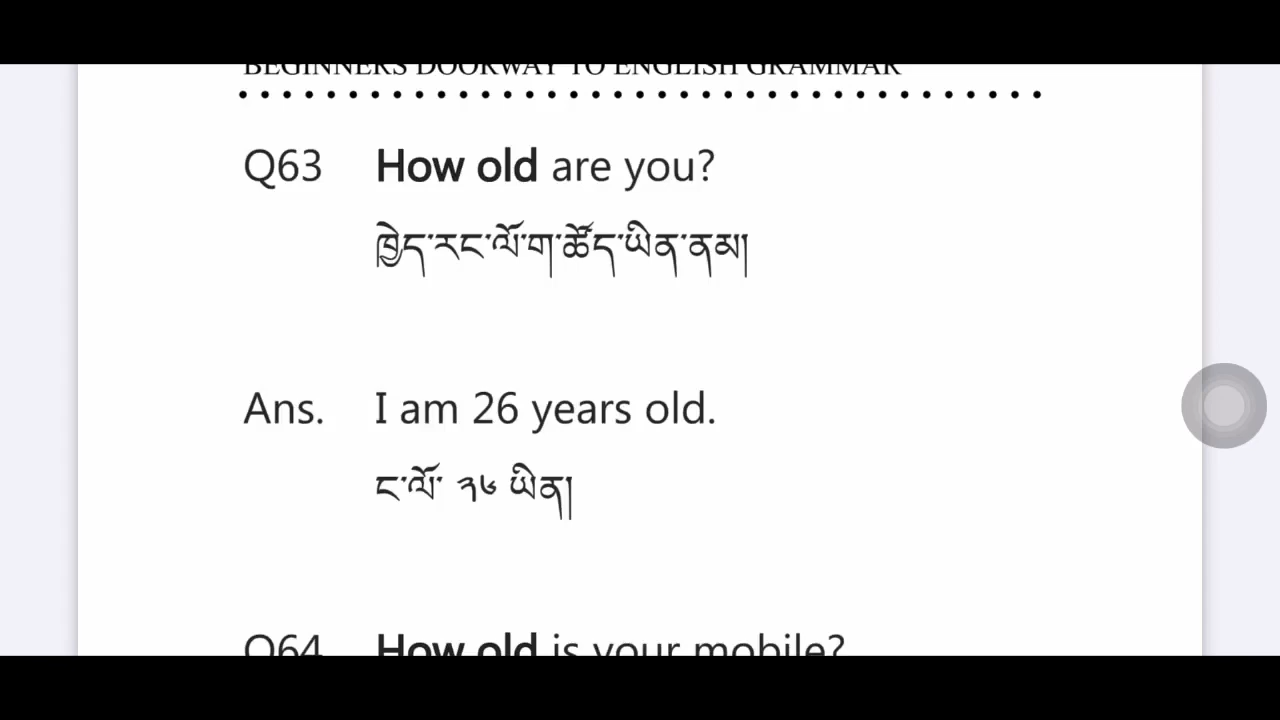 BEGINNERS DOORWAY TO ENGLISH GRAMMAR
Q63 How old are you?
ཁྱེད་རང་ལོ་ག་ཚོད་ཡིན་ནམ།
Ans. I am 26 years old.
ང་ལོ་ ༢༦ ཡིན།
Q64 How old is your mobile?